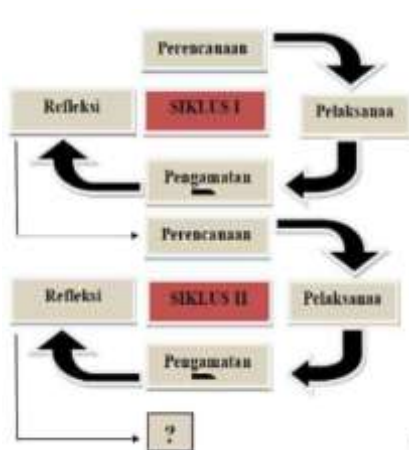 Perencanaan
Refleksi
SIKLUS I
Pelaksanaa
Pengamatan
Perencanaan
Refleksi
SIKLUS II
Pelaksanaa
Pengamatan
?